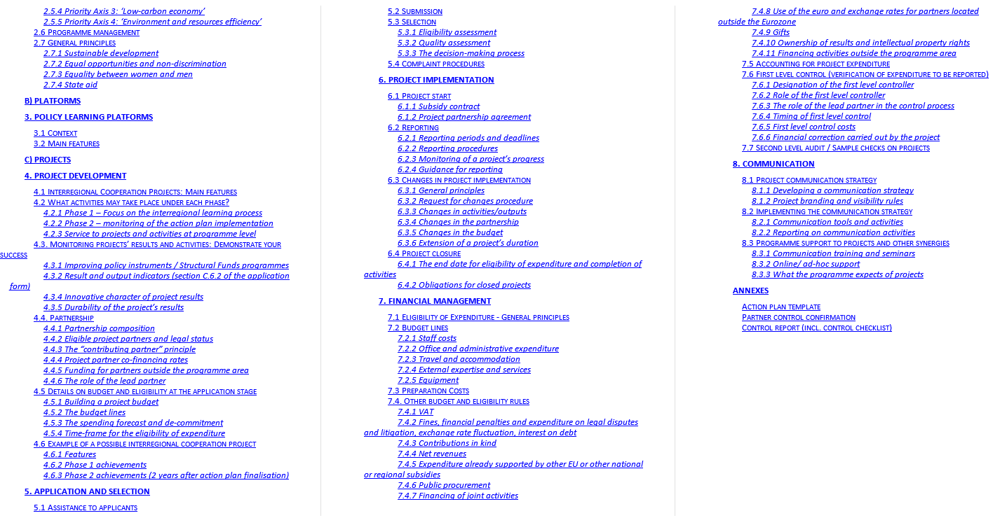 2.5.4 Priority Axis 3: ‘Low-carbon economy’
2.5.5 Priority Axis 4: ‘Environment and resources efficiency’
2.6 Programme management
2.7 General principles
2.7.1 Sustainable development
2.7.2 Equal opportunities and non-discrimination
2.7.3 Equality between women and men
2.7.4 State aid
B) PLATFORMS
3. POLICY LEARNING PLATFORMS
3.1 Context
3.2 Main features
C) PROJECTS
4. PROJECT DEVELOPMENT
4.1 Interregional Cooperation Projects: Main features
4.2 What activities may take place under each phase?
4.2.1 Phase 1 – Focus on the interregional learning process
4.2.2 Phase 2 – monitoring of the action plan implementation
4.2.3 Service to projects and activities at programme level
4.3. Monitoring projects’ results and activities: Demonstrate your
success
4.3.1 Improving policy instruments / Structural Funds programmes
4.3.2 Result and output indicators (section C.6.2 of the application
form)
4.3.4 Innovative character of project results
4.3.5 Durability of the project’s results
4.4. Partnership
4.4.1 Partnership composition
4.4.2 Eligible project partners and legal status
4.4.3 The “contributing partner” principle
4.4.4 Project partner co-financing rates
4.4.5 Funding for partners outside the programme area
4.4.6 The role of the lead partner
4.5 Details on budget and eligibility at the application stage
4.5.1 Building a project budget
4.5.2 The budget lines
4.5.3 The spending forecast and de-commitment
4.5.4 Time-frame for the eligibility of expenditure
4.6 Example of a possible interregional cooperation project
4.6.1 Features
4.6.2 Phase 1 achievements
4.6.3 Phase 2 achievements (2 years after action plan finalisation)
5. APPLICATION AND SELECTION
5.1 Assistance to applicants
5.2 Submission
5.3 Selection
5.3.1 Eligibility assessment
5.3.2 Quality assessment
5.3.3 The decision-making process
5.4 Complaint procedures
6. PROJECT IMPLEMENTATION
6.1 Project start
6.1.1 Subsidy contract
6.1.2 Project partnership agreement
6.2 Reporting
6.2.1 Reporting periods and deadlines
6.2.2 Reporting procedures
6.2.3 Monitoring of a project’s progress
6.2.4 Guidance for reporting
6.3 Changes in project implementation
6.3.1 General principles
6.3.2 Request for changes procedure
6.3.3 Changes in activities/outputs
6.3.4 Changes in the partnership
6.3.5 Changes in the budget
6.3.6 Extension of a project’s duration
6.4 Project closure
6.4.1 The end date for eligibility of expenditure and completion of
activities
6.4.2 Obligations for closed projects
7. FINANCIAL MANAGEMENT
7.1 Eligibility of Expenditure - General principles
7.2 Budget lines
7.2.1 Staff costs
7.2.2 Office and administrative expenditure
7.2.3 Travel and accommodation
7.2.4 External expertise and services
7.2.5 Equipment
7.3 Preparation Costs
7.4. Other budget and eligibility rules
7.4.1 VAT
7.4.2 Fines, financial penalties and expenditure on legal disputes
and litigation, exchange rate fluctuation, interest on debt
7.4.3 Contributions in kind
7.4.4 Net revenues
7.4.5 Expenditure already supported by other EU or other national
or regional subsidies
7.4.6 Public procurement
7.4.7 Financing of joint activities
7.4.8 Use of the euro and exchange rates for partners located
outside the Eurozone
7.4.9 Gifts
7.4.10 Ownership of results and intellectual property rights
7.4.11 Financing activities outside the programme area
7.5 Accounting for project expenditure
7.6 First level control (verification of expenditure to be reported)
7.6.1 Designation of the first level controller
7.6.2 Role of the first level controller
7.6.3 The role of the lead partner in the control process
7.6.4 Timing of first level control
7.6.5 First level control costs
7.6.6 Financial correction carried out by the project
7.7 Second level audit / Sample checks on projects
8. COMMUNICATION
8.1 Project communication strategy
8.1.1 Developing a communication strategy
8.1.2 Project branding and visibility rules
8.2 Implementing the communication strategy
8.2.1 Communication tools and activities
8.2.2 Reporting on communication activities
8.3 Programme support to projects and other synergies
8.3.1 Communication training and seminars
8.3.2 Online/ ad-hoc support
8.3.3 What the programme expects of projects
ANNEXES
Action plan template
Partner control confirmation
Control report (incl. control checklist)